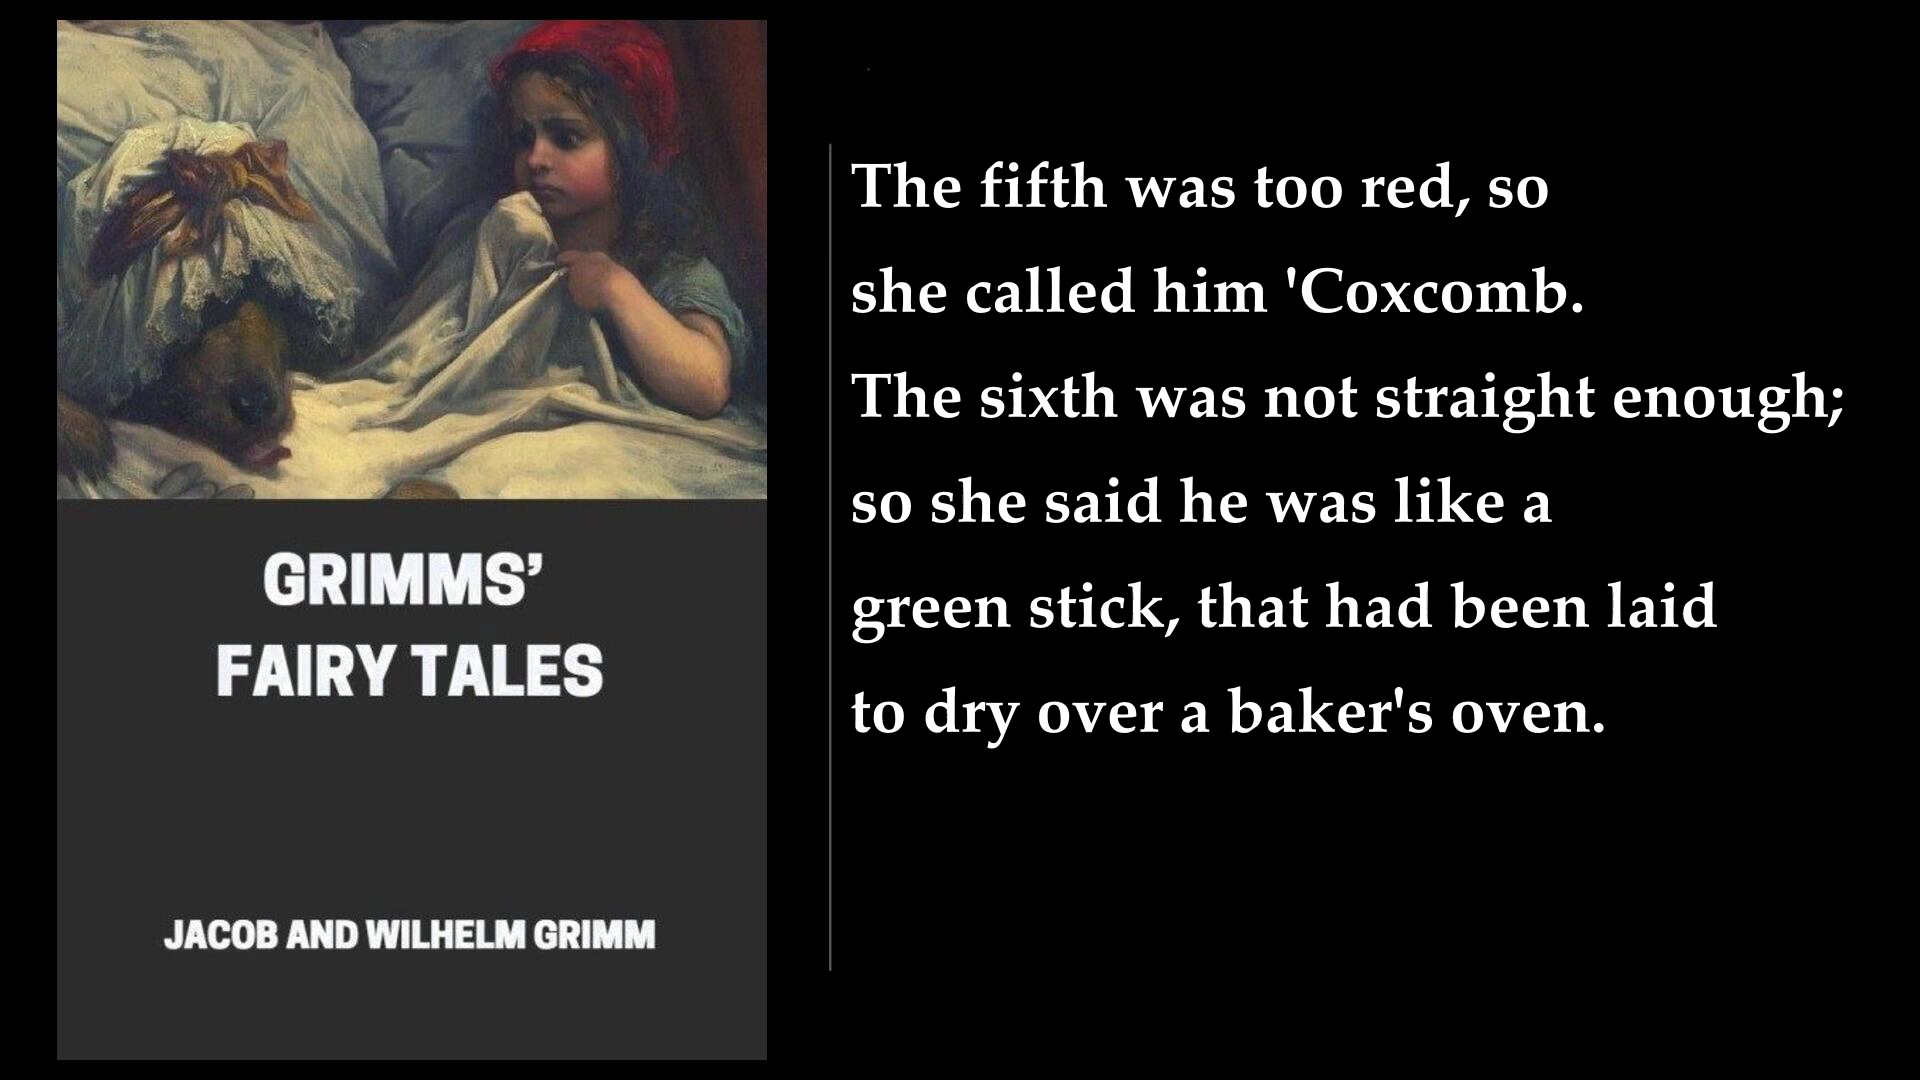 GRIMMS’
FAIRY TALES
JACOB AND WILHELM GRIMM
The fifth was too red, so
she called him 'Coxcomb.
The sixth was not straight enough;
so she said he was like a
green stick, that had been laid
to dry over a baker's oven.